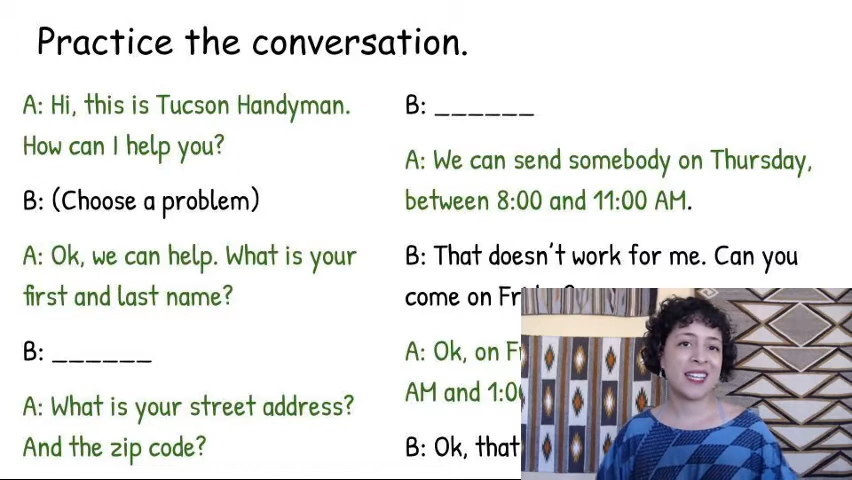 Practice the conversation.
A: Hi, this is Tucson Handyman.
How can I help you?
B: (Choose a problem)
A: Ok, we can help. What is your
first and last name?
B: ______
A: What is your street address?
And the zip code?
B: ______
A: We can send somebody on Thursday,
between 8:00 and 11:00 AM.
B: That doesn't work for me. Can you
come on
A: Ok, on
AM and
B: Ok, that